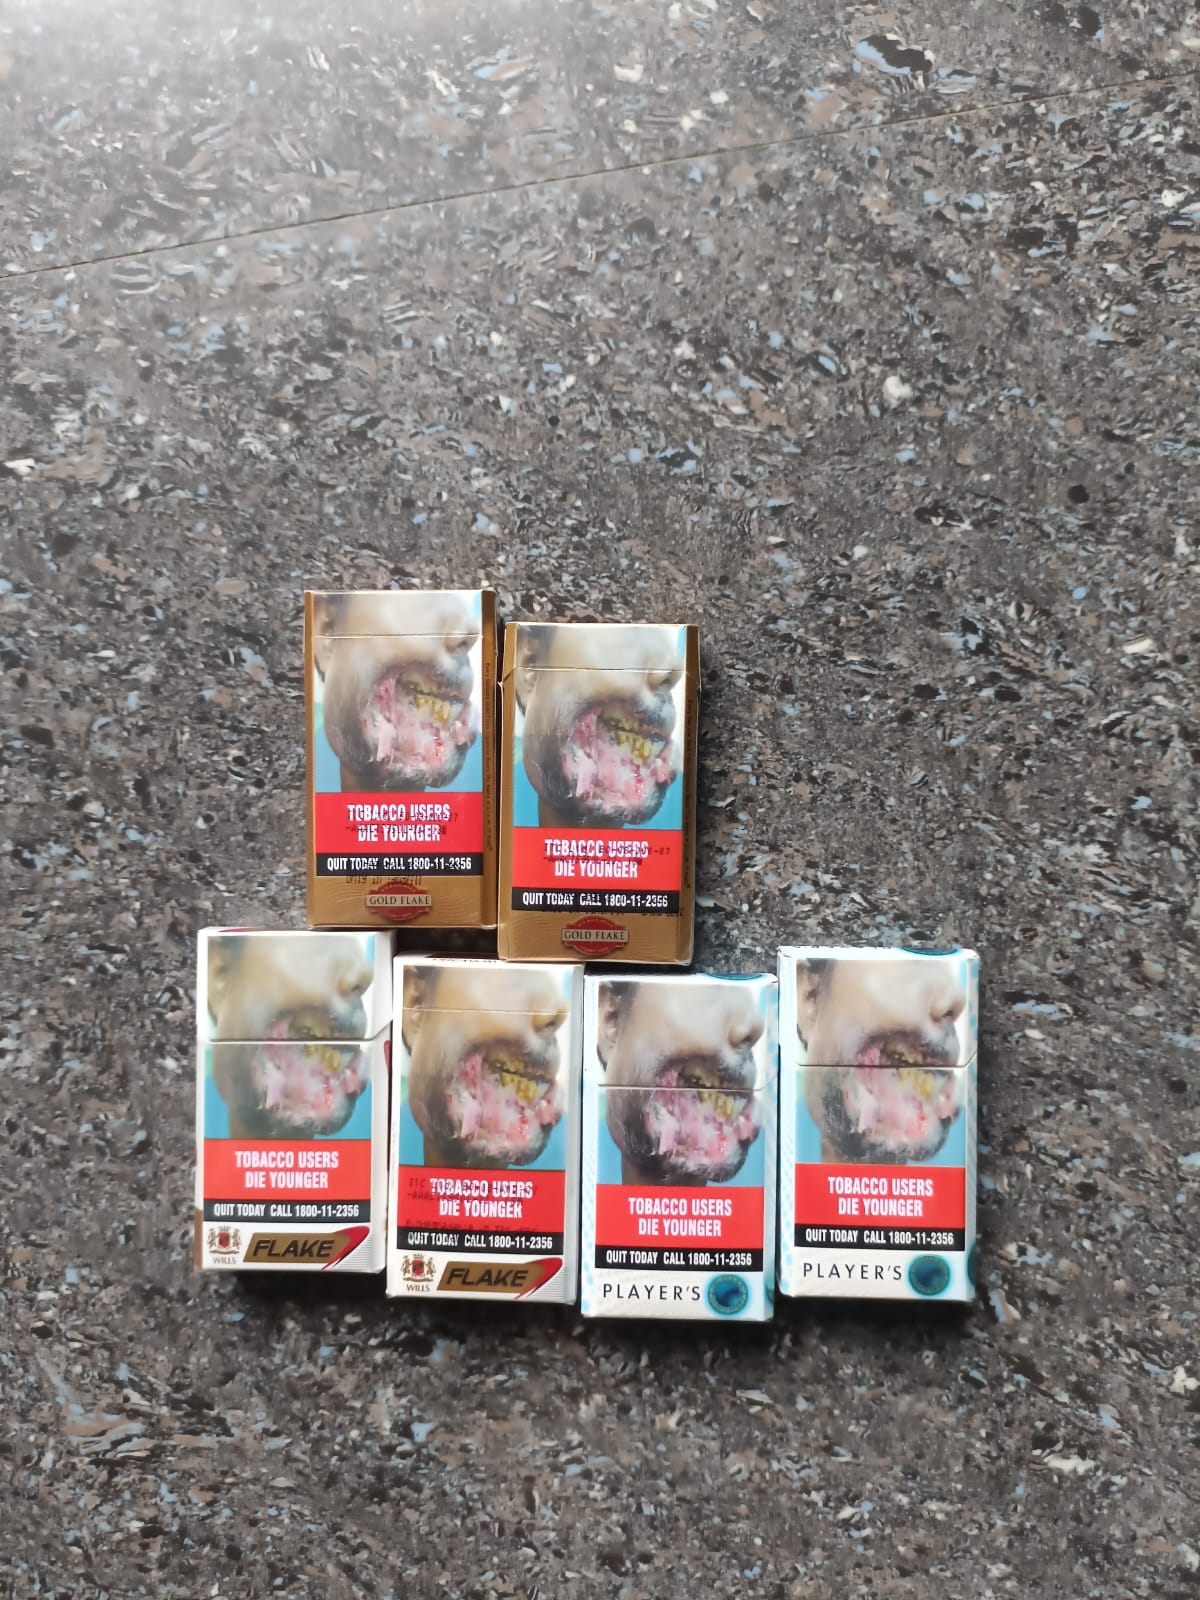 TOBACCO USERS
DIE YOUNGER
QUIT TODAY CALL 1800-11-2356
GOLD FLAKE
TOBACCO USERS
DIE YOUNGER
QUIT TODAY CALL 1800-11-2356
GOLD FLAKE
TOBACCO USERS
DIE YOUNGER
QUIT TODAY CALL 1800-11-2356
WILLS
FLAKE
TOBACCO USERS
DIE YOUNGER
QUIT TODAY CALL 1800-11-2356
WILLS
FLAKE
TOBACCO USERS
DIE YOUNGER
QUIT TODAY CALL 1800-11-2356
PLAYER'S
TOBACCO USERS
DIE YOUNGER
QUIT TODAY CALL 1800-11-2356
PLAYER'S